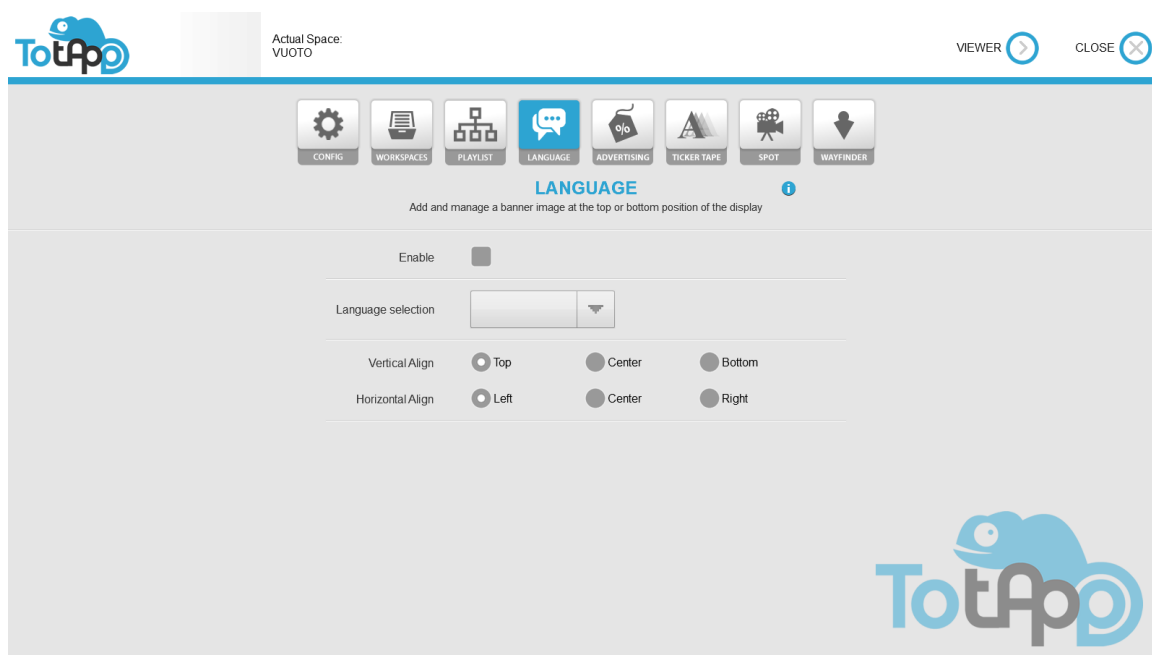 TotApp
Actual Space:
VUOTO
VIEWER
CLOSE
CONFIG
WORKSPACES
PLAYLIST
LANGUAGE
%
ADVERTISING
A
TICKER TAPE
SPOT
WAYFINDER
LANGUAGE
i
Add and manage a banner image at the top or bottom position of the display
Enable
Language selection
Vertical Align Top Center Bottom
Horizontal Align Left Center Right
TotApp